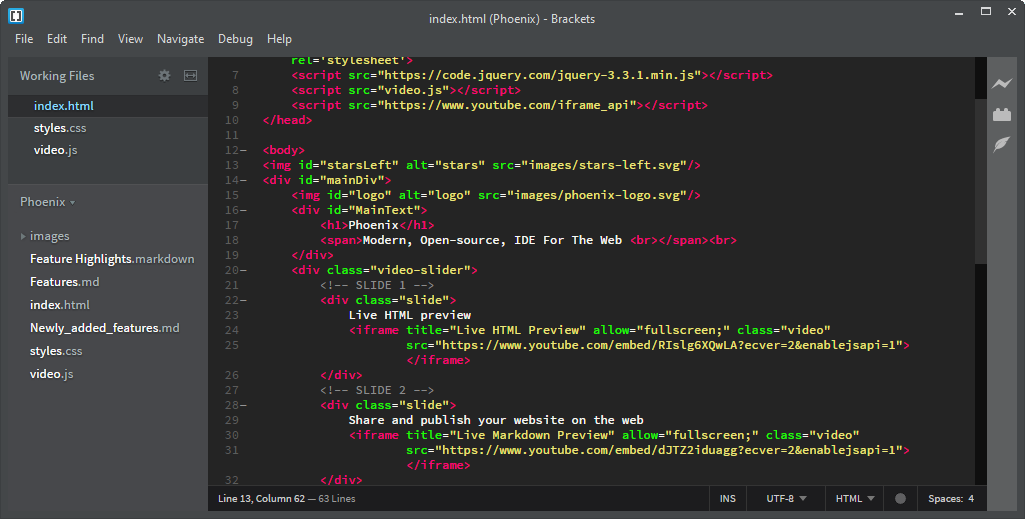 index.html (Phoenix) - Brackets
File Edit Find View Navigate Debug Help
Working Files
index.html
styles.css
video.js
Phoenix
images
Feature Highlights.markdown
Features.md
index.html
Newly_added_features.md
styles.css
video.js
rel='stylesheet'>
7 <script src="https://code.jquery.com/jquery-3.3.1.min.js"></script>
8 <script src="video.js"></script>
9 <script src="https://www.youtube.com/iframe_api"></script>
10 </head>
11
12 <body>
13 <img id="starsLeft" alt="stars" src="images/stars-left.svg"/>
14 <div id="mainDiv">
15 <img id="logo" alt="logo" src="images/phoenix-logo.svg"/>
16 <div id="MainText">
17 <h1>Phoenix</h1>
18 <span>Modern, Open-source, IDE For The Web <br></span><br>
19 </div>
20 <div class="video-slider">
21 <!-- SLIDE 1 -->
22 <div class="slide">
23 Live HTML preview
24 <iframe title="Live HTML Preview" allow="fullscreen;" class="video"
25 src="https://www.youtube.com/embed/RIslg6XQwLA?ecver=2&enablejsapi=1">
</iframe>
26 </div>
27 <!-- SLIDE 2 -->
28 <div class="slide">
29 Share and publish your website on the web
30 <iframe title="Live Markdown Preview" allow="fullscreen;" class="video"
31 src="https://www.youtube.com/embed/dJTZ2iduagg?ecver=2&enablejsapi=1">
</iframe>
32 </div>
Line 13, Column 62 — 63 Lines INS UTF-8 HTML Spaces: 4